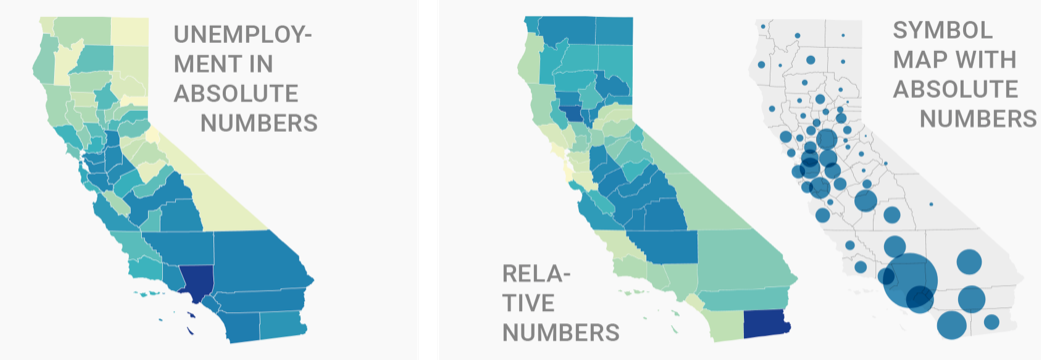 UNEMPLOY-
MENT IN
ABSOLUTE
NUMBERS
RELA-
TIVE
NUMBERS
SYMBOL
MAP WITH
ABSOLUTE
NUMBERS